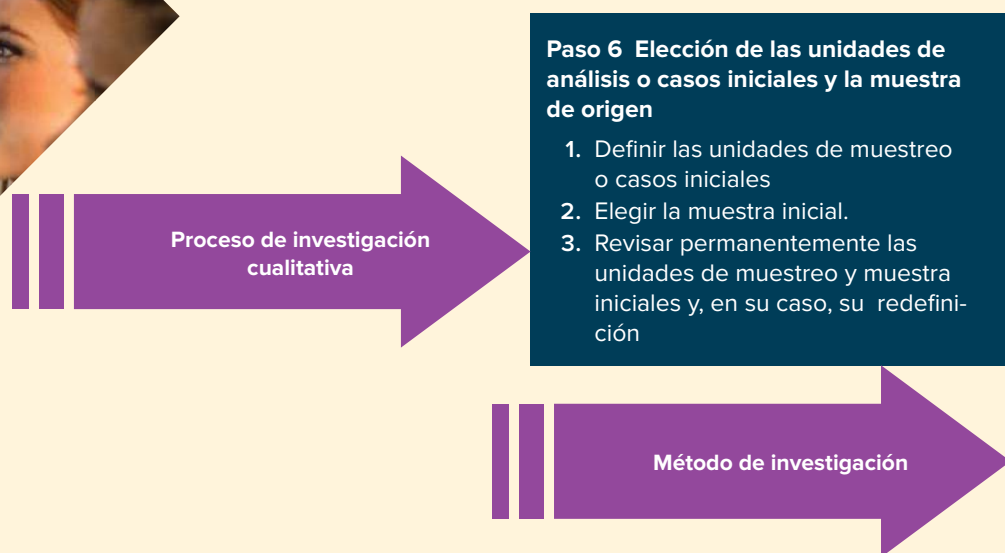 Paso 6 Elección de las unidades de
análisis o casos iniciales y la muestra
de origen
1. Definir las unidades de muestreo
o casos iniciales
2. Elegir la muestra inicial.
3. Revisar permanentemente las
unidades de muestreo y muestra
iniciales y, en su caso, su redefini-
ción
Proceso de investigación
cualitativa
Método de investigación